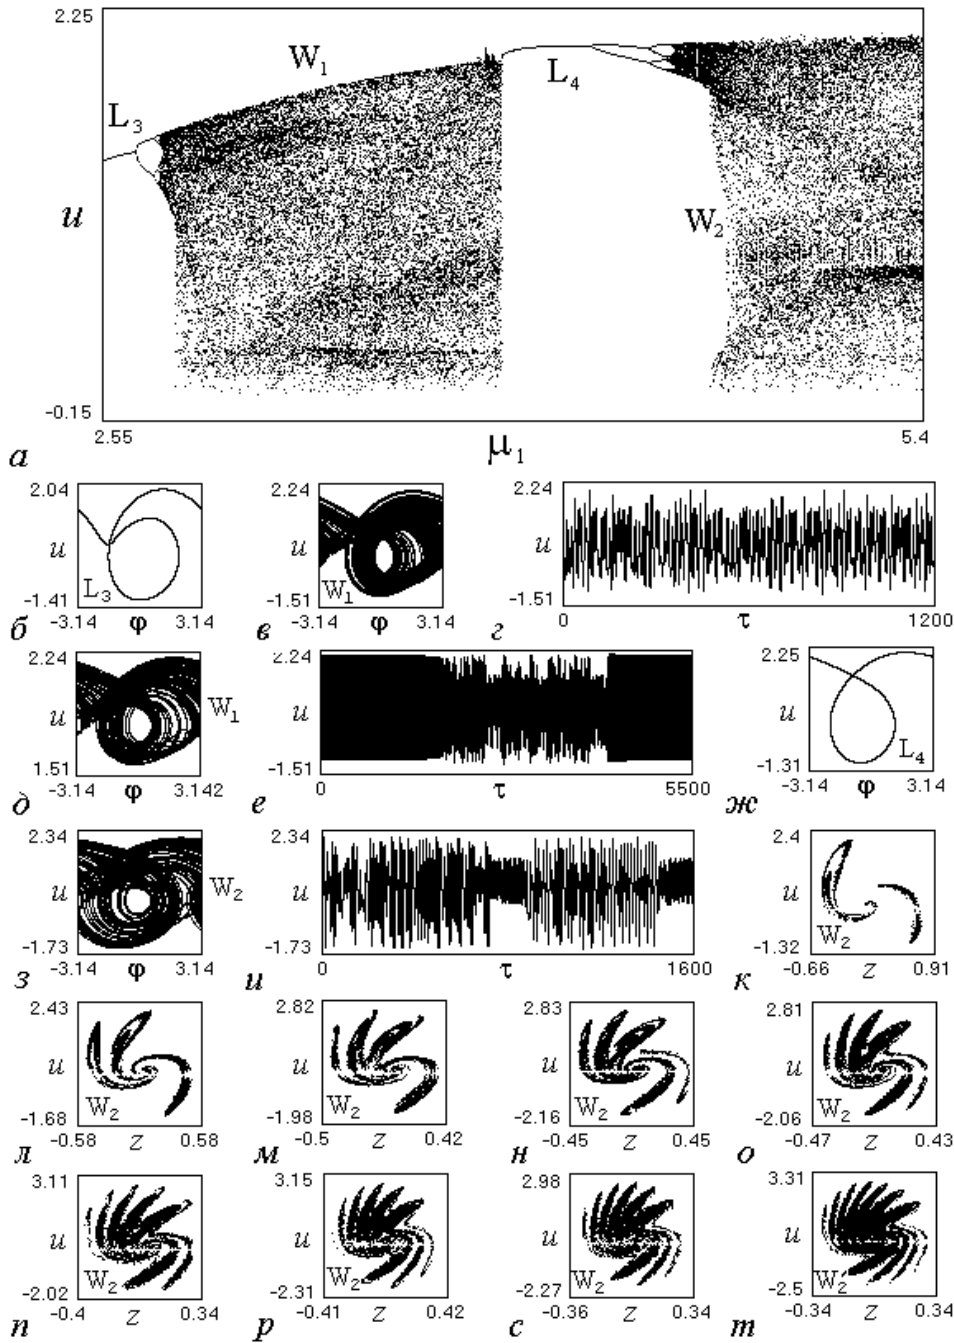 2.25
W₁
L₃
L₄
u
W₂
-0.15
2.55
μ₁
5.4
а
2.04
u
L₃
-1.41
-3.14
φ
3.14
б
2.24
u
W₁
-1.51
-3.14
φ
3.14
в
2.24
u
-1.51
0
τ
1200
г
2.24
u
W₁
1.51
-3.14
φ
3.142
д
2.24
u
-1.51
0
τ
5500
е
2.25
u
L₄
-1.31
-3.14
φ
3.14
ж
2.34
u
W₂
-1.73
-3.14
φ
3.14
з
2.34
u
-1.73
0
τ
1600
и
2.4
u
W₂
-1.32
-0.66
z
0.91
к
2.43
u
W₂
-1.68
-0.58
z
0.58
л
2.82
u
W₂
-1.98
-0.5
z
0.42
м
2.83
u
W₂
-2.16
-0.45
z
0.45
н
2.81
u
W₂
-2.06
-0.47
z
0.43
о
3.11
u
W₂
-2.02
-0.4
z
0.34
п
3.15
u
W₂
-2.31
-0.41
z
0.42
р
2.98
u
W₂
-2.27
-0.36
z
0.34
с
3.31
u
W₂
-2.5
-0.34
z
0.34
т